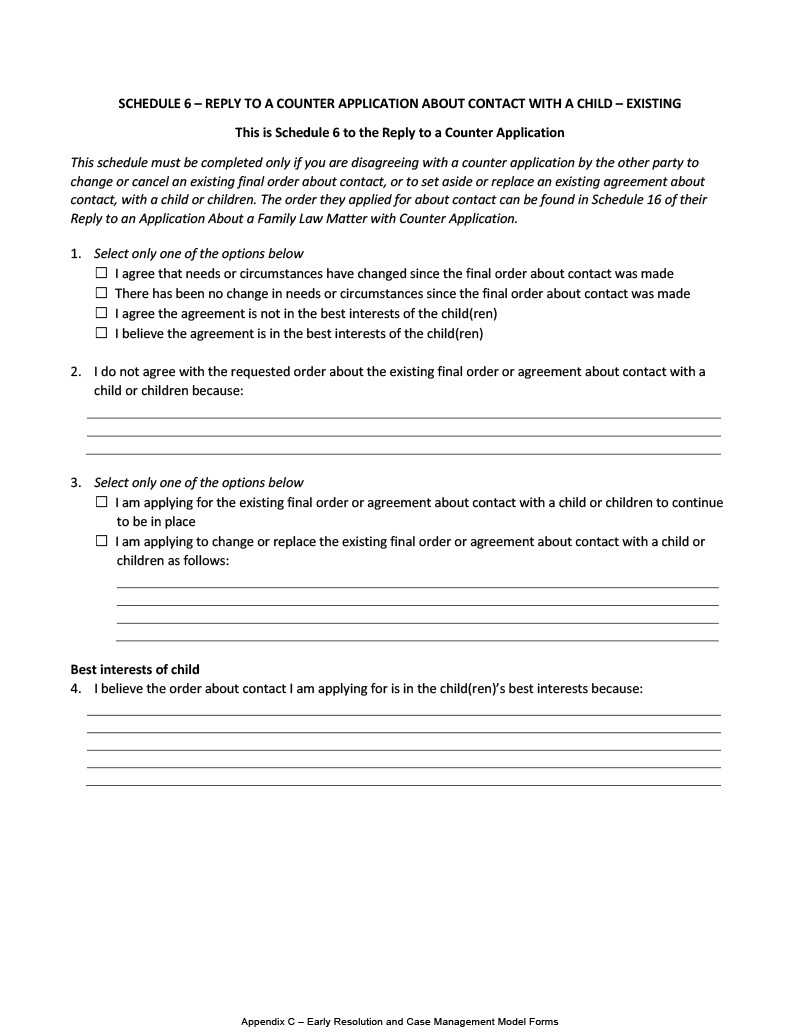 SCHEDULE 6 – REPLY TO A COUNTER APPLICATION ABOUT CONTACT WITH A CHILD – EXISTING
This is Schedule 6 to the Reply to a Counter Application
This schedule must be completed only if you are disagreeing with a counter application by the other party to
change or cancel an existing final order about contact, or to set aside or replace an existing agreement about
contact, with a child or children. The order they applied for about contact can be found in Schedule 16 of their
Reply to an Application About a Family Law Matter with Counter Application.
1. Select only one of the options below
☐ I agree that needs or circumstances have changed since the final order about contact was made
☐ There has been no change in needs or circumstances since the final order about contact was made
☐ I agree the agreement is not in the best interests of the child(ren)
☐ I believe the agreement is in the best interests of the child(ren)
2. I do not agree with the requested order about the existing final order or agreement about contact with a
child or children because:
3. Select only one of the options below
☐ I am applying for the existing final order or agreement about contact with a child or children to continue
to be in place
☐ I am applying to change or replace the existing final order or agreement about contact with a child or
children as follows:
Best interests of child
4. I believe the order about contact I am applying for is in the child(ren)’s best interests because:
Appendix C – Early Resolution and Case Management Model Forms